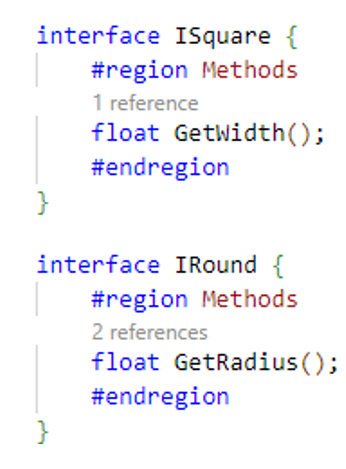 interface ISquare {
#region Methods
1 reference
float GetWidth();
#endregion
}
interface IRound {
#region Methods
2 references
float GetRadius();
#endregion
}